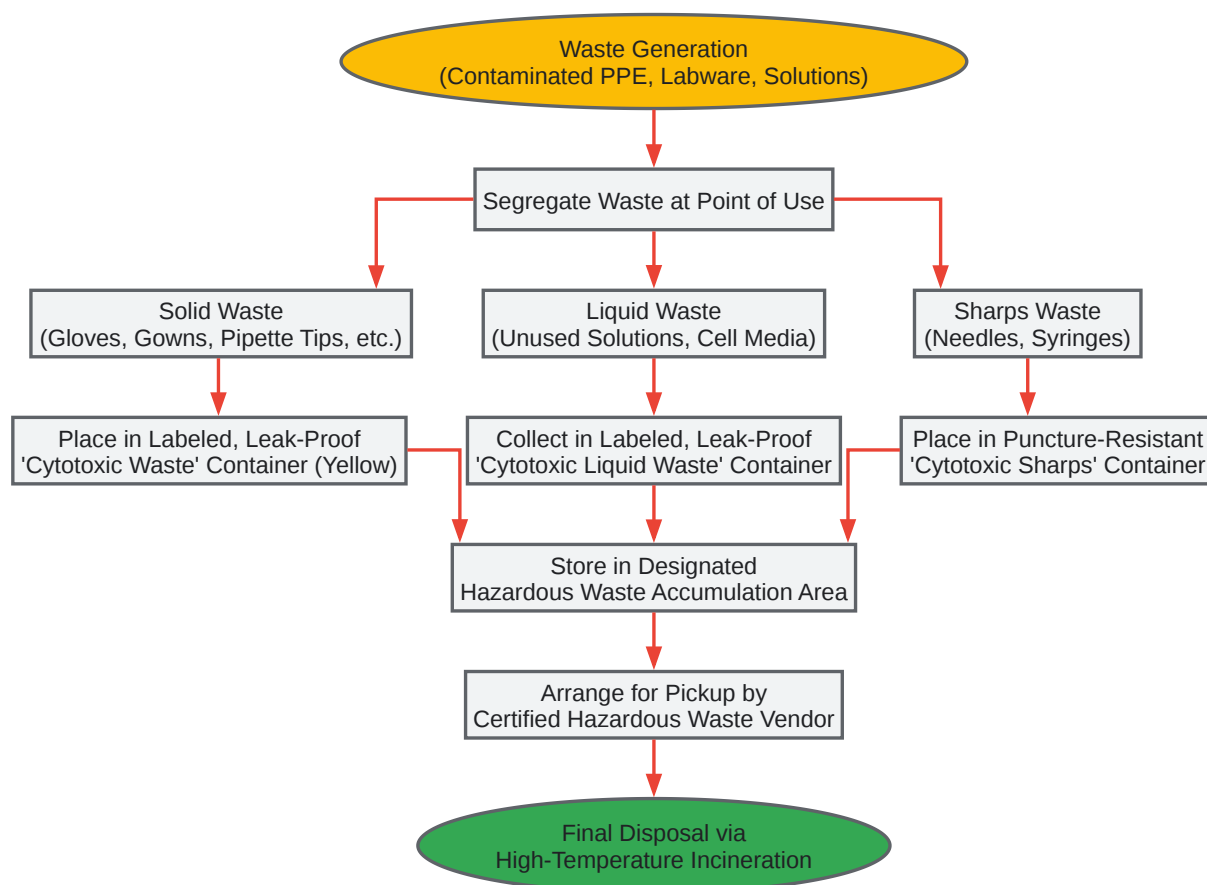 Waste Generation
(Contaminated PPE, Labware, Solutions)
Segregate Waste at Point of Use
Solid Waste
(Gloves, Gowns, Pipette Tips, etc.)
Liquid Waste
(Unused Solutions, Cell Media)
Sharps Waste
(Needles, Syringes)
Place in Labeled, Leak-Proof
'Cytotoxic Waste' Container (Yellow)
Collect in Labeled, Leak-Proof
'Cytotoxic Liquid Waste' Container
Place in Puncture-Resistant
'Cytotoxic Sharps' Container
Store in Designated
Hazardous Waste Accumulation Area
Arrange for Pickup by
Certified Hazardous Waste Vendor
Final Disposal via
High-Temperature Incineration